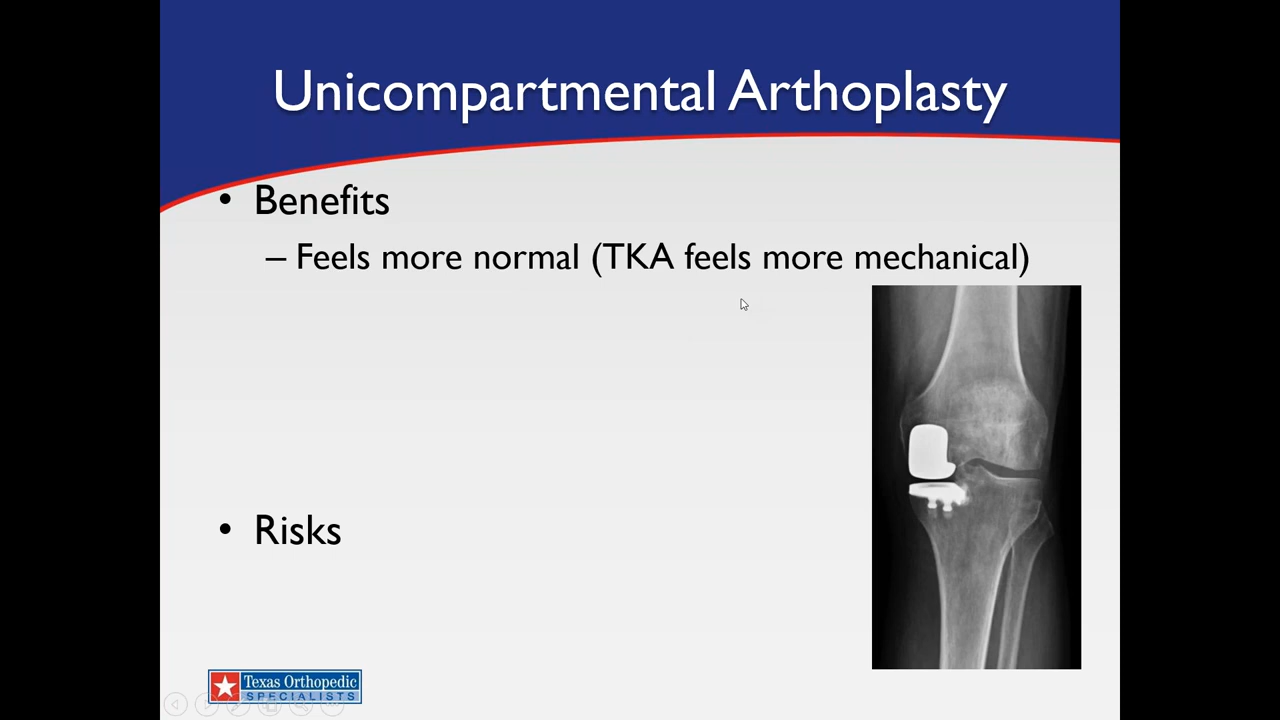 Unicompartmental Arthoplasty
• Benefits
– Feels more normal (TKA feels more mechanical)
• Risks
Texas Orthopedic
SPECIALISTS